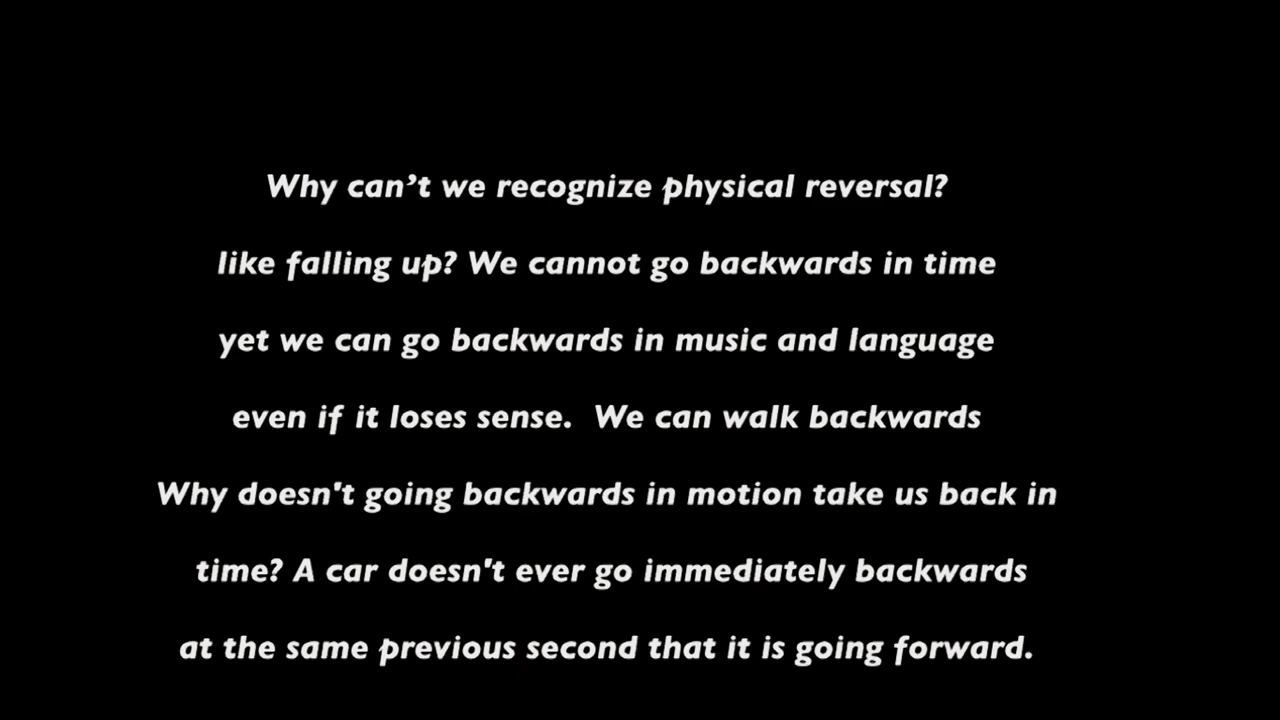 Why can’t we recognize physical reversal?
like falling up? We cannot go backwards in time
yet we can go backwards in music and language
even if it loses sense.  We can walk backwards
Why doesn't going backwards in motion take us back in
time? A car doesn't ever go immediately backwards
at the same previous second that it is going forward.